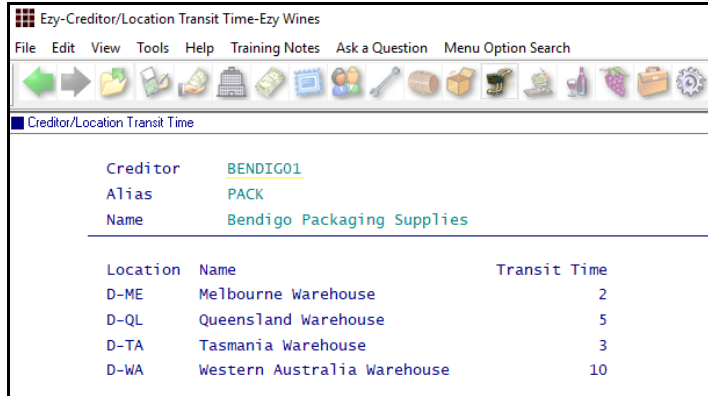 Ezy-Creditor/Location Transit Time-Ezy Wines
File Edit View Tools Help Training Notes Ask a Question Menu Option Search
Creditor/Location Transit Time
Creditor BENDIG01
Alias PACK
Name Bendigo Packaging Supplies
Location Name Transit Time
D-ME Melbourne Warehouse 2
D-QL Queensland Warehouse 5
D-TA Tasmania Warehouse 3
D-WA Western Australia Warehouse 10